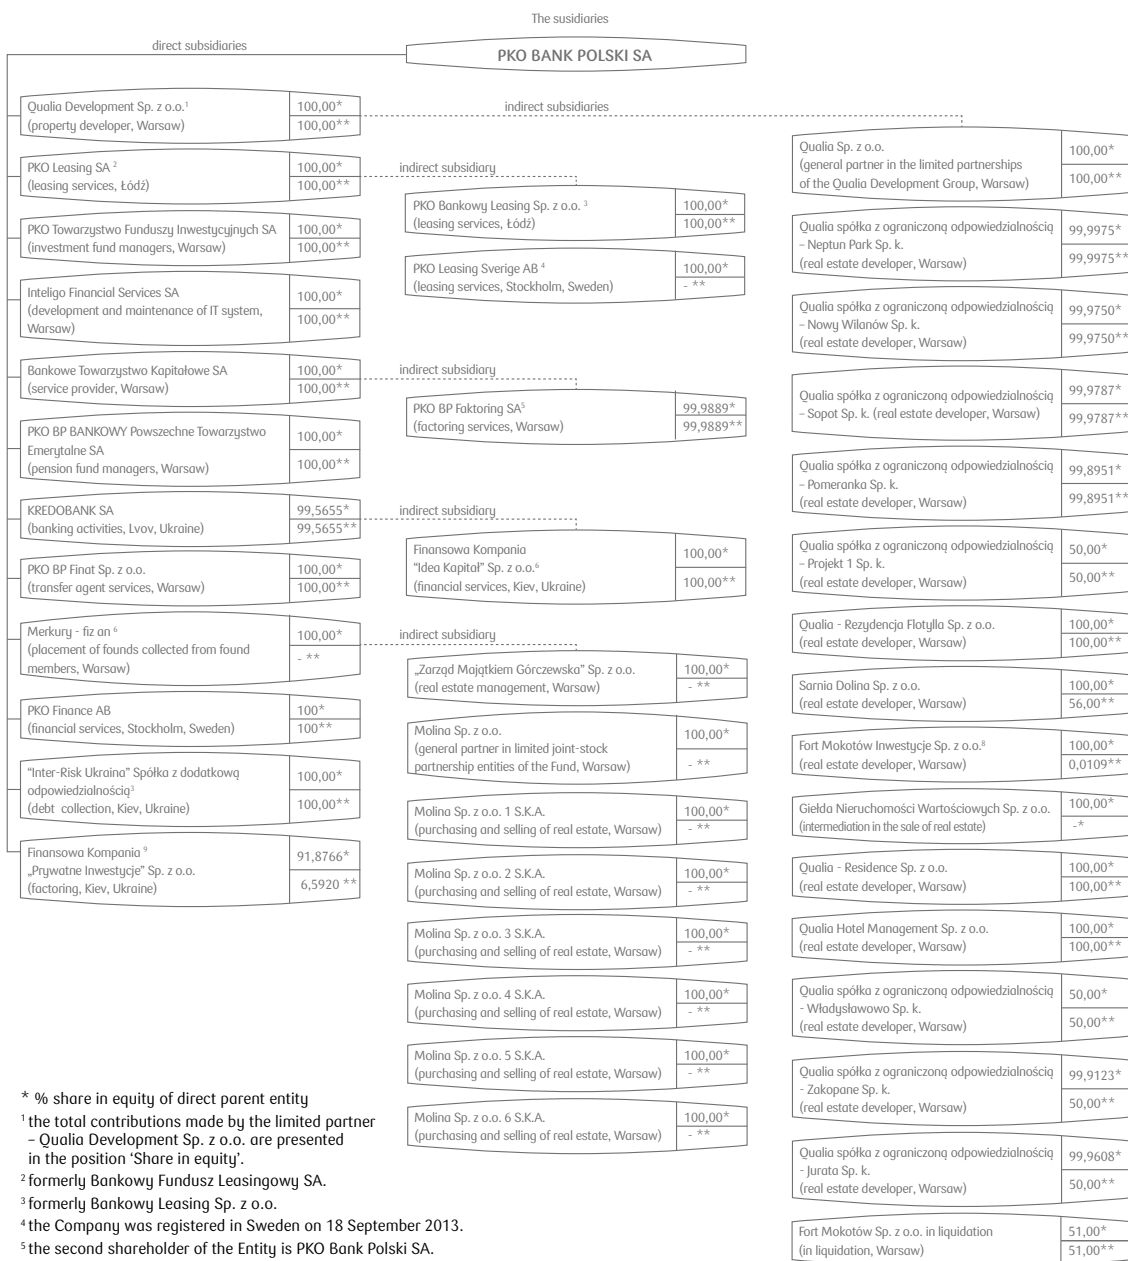 The susidiaries
direct subsidiaries
PKO BANK POLSKI SA
Qualia Development Sp. z o.o.¹
(property developer, Warsaw)
100,00*
100,00**
PKO Leasing SA ²
(leasing services, Łódź)
100,00*
100,00**
PKO Towarzystwo Funduszy Inwestycyjnych SA
(investment fund managers, Warsaw)
100,00*
100,00**
Inteligo Financial Services SA
(development and maintenance of IT system,
Warsaw)
100,00*
100,00**
Bankowe Towarzystwo Kapitałowe SA
(service provider, Warsaw)
100,00*
100,00**
PKO BP BANKOWY Powszechne Towarzystwo
Emerytalne SA
(pension fund managers, Warsaw)
100,00*
100,00**
KREDOBANK SA
(banking activities, Lvov, Ukraine)
99,5655*
99,5655**
PKO BP Finat Sp. z o.o.
(transfer agent services, Warsaw)
100,00*
100,00**
Merkury - fiz an ⁶
(placement of founds collected from found
members, Warsaw)
100,00*
- **
PKO Finance AB
(financial services, Stockholm, Sweden)
100*
100**
“Inter-Risk Ukraina” Spółka z dodatkową
odpowiedzialnością³
(debt collection, Kiev, Ukraine)
100,00*
100,00**
Finansowa Kompania ⁹
„Prywatne Inwestycje” Sp. z o.o.
(factoring, Kiev, Ukraine)
91,8766*
6,5920 **
indirect subsidiaries
indirect subsidiary
PKO Bankowy Leasing Sp. z o.o. ³
(leasing services, Łódź)
100,00*
100,00**
PKO Leasing Sverige AB ⁴
(leasing services, Stockholm, Sweden)
100,00*
- **
indirect subsidiary
PKO BP Faktoring SA⁵
(factoring services, Warsaw)
99,9889*
99,9889**
indirect subsidiary
Finansowa Kompania
“Idea Kapitał” Sp. z o.o.⁶
(financial services, Kiev, Ukraine)
100,00*
100,00**
indirect subsidiary
„Zarząd Majątkiem Górczewska” Sp. z o.o.
(real estate management, Warsaw)
100,00*
- **
Molina Sp. z o.o.
(general partner in limited joint-stock
partnership entities of the Fund, Warsaw)
100,00*
- **
Molina Sp. z o.o. 1 S.K.A.
(purchasing and selling of real estate, Warsaw)
100,00*
- **
Molina Sp. z o.o. 2 S.K.A.
(purchasing and selling of real estate, Warsaw)
100,00*
- **
Molina Sp. z o.o. 3 S.K.A.
(purchasing and selling of real estate, Warsaw)
100,00*
- **
Molina Sp. z o.o. 4 S.K.A.
(purchasing and selling of real estate, Warsaw)
100,00*
- **
Molina Sp. z o.o. 5 S.K.A.
(purchasing and selling of real estate, Warsaw)
100,00*
- **
Molina Sp. z o.o. 6 S.K.A.
(purchasing and selling of real estate, Warsaw)
100,00*
- **
Qualia Sp. z o.o.
(general partner in the limited partnerships
of the Qualia Development Group, Warsaw)
100,00*
100,00**
Qualia spółka z ograniczoną odpowiedzialnością
– Neptun Park Sp. k.
(real estate developer, Warsaw)
99,9975*
99,9975**
Qualia spółka z ograniczoną odpowiedzialnością
– Nowy Wilanów Sp. k.
(real estate developer, Warsaw)
99,9750*
99,9750**
Qualia spółka z ograniczoną odpowiedzialnością
– Sopot Sp. k. (real estate developer, Warsaw)
99,9787*
99,9787**
Qualia spółka z ograniczoną odpowiedzialnością
– Pomeranka Sp. k.
(real estate developer, Warsaw)
99,8951*
99,8951**
Qualia spółka z ograniczoną odpowiedzialnością
– Projekt 1 Sp. k.
(real estate developer, Warsaw)
50,00*
50,00**
Qualia - Rezydencja Flotylla Sp. z o.o.
(real estate developer, Warsaw)
100,00*
100,00**
Sarnia Dolina Sp. z o.o.
(real estate developer, Warsaw)
100,00*
56,00**
Fort Mokotów Inwestycje Sp. z o.o.⁸
(real estate developer, Warsaw)
100,00*
0,0109**
Giełda Nieruchomości Wartościowych Sp. z o.o.
(intermediation in the sale of real estate)
100,00*
-*
Qualia - Residence Sp. z o.o.
(real estate developer, Warsaw)
100,00*
100,00**
Qualia Hotel Management Sp. z o.o.
(real estate developer, Warsaw)
100,00*
100,00**
Qualia spółka z ograniczoną odpowiedzialnością
- Władysławowo Sp. k.
(real estate developer, Warsaw)
50,00*
50,00**
Qualia spółka z ograniczoną odpowiedzialnością
- Zakopane Sp. k.
(real estate developer, Warsaw)
99,9123*
50,00**
Qualia spółka z ograniczoną odpowiedzialnością
- Jurata Sp. k.
(real estate developer, Warsaw)
99,9608*
50,00**
Fort Mokotów Sp. z o.o. in liquidation
(in liquidation, Warsaw)
51,00*
51,00**
* % share in equity of direct parent entity
¹ the total contributions made by the limited partner
– Qualia Development Sp. z o.o. are presented
in the position ‘Share in equity’.
² formerly Bankowy Fundusz Leasingowy SA.
³ formerly Bankowy Leasing Sp. z o.o.
⁴ the Company was registered in Sweden on 18 September 2013.
⁵ the second shareholder of the Entity is PKO Bank Polski SA.